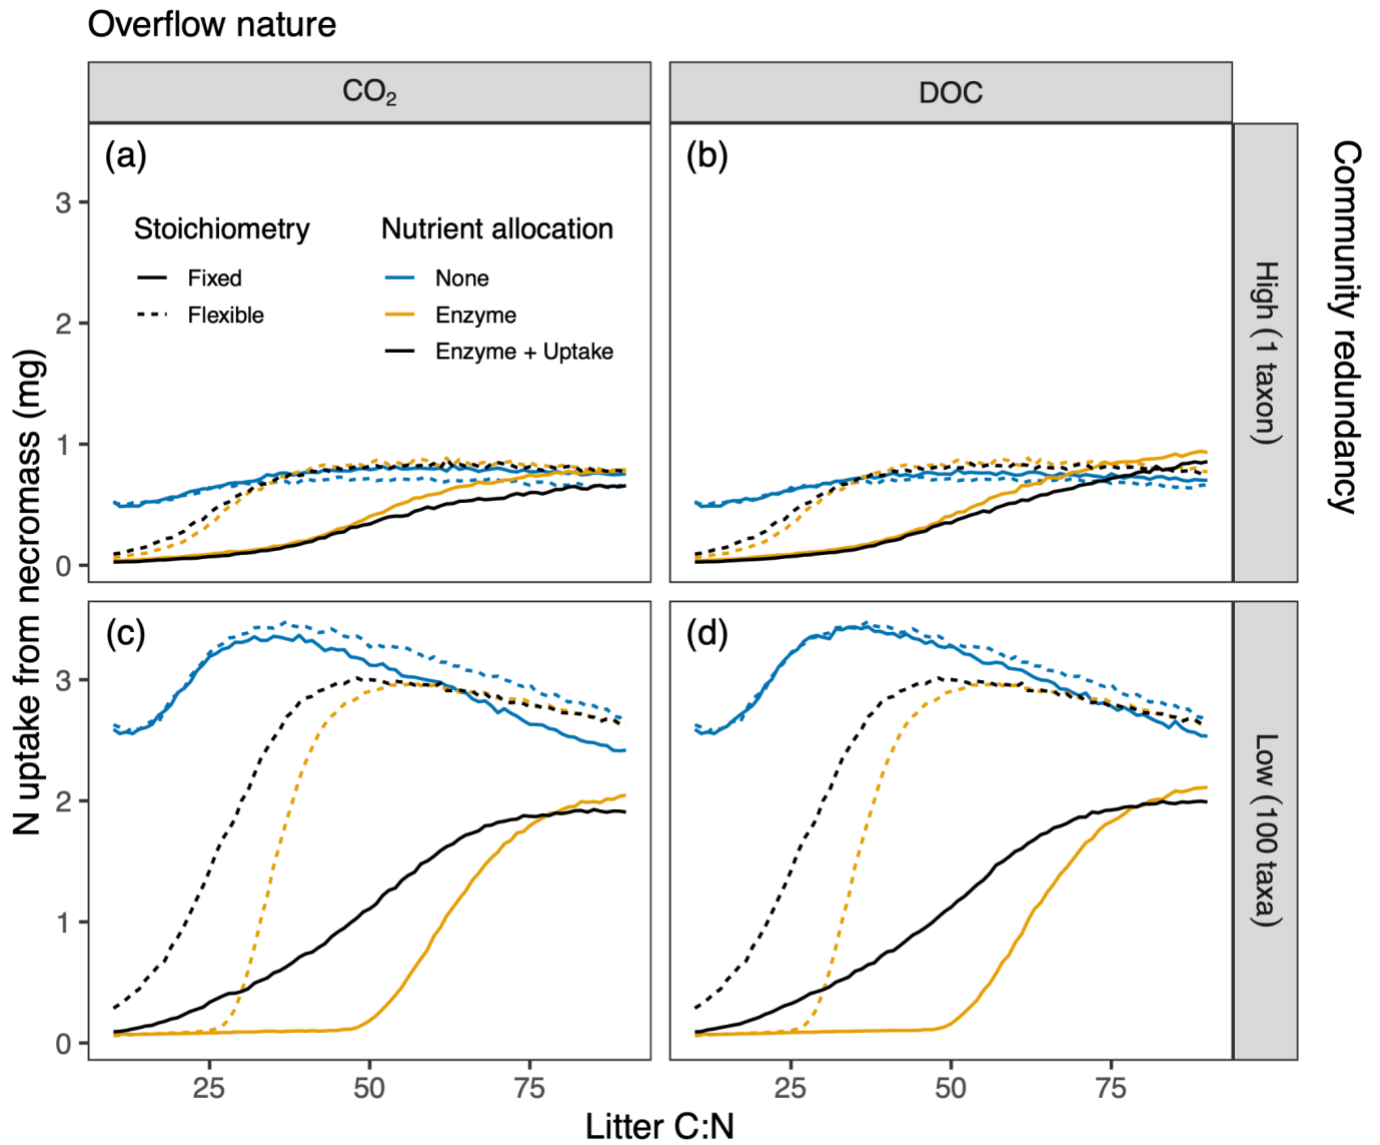 Overflow nature
CO₂
DOC
(a)
(b)
Stoichiometry
Fixed
Flexible
Nutrient allocation
None
Enzyme
Enzyme + Uptake
3
2
1
0
High (1 taxon)
Community redundancy
N uptake from necromass (mg)
(c)
(d)
3
2
1
0
Low (100 taxa)
25
50
75
25
50
75
Litter C:N